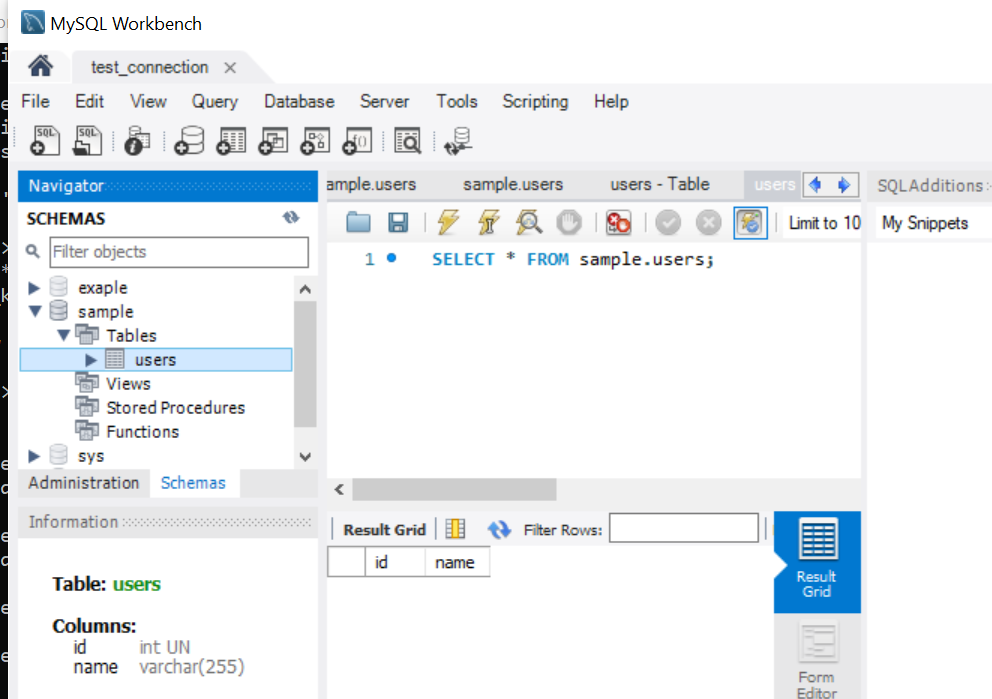 MySQL Workbench
test_connection
File Edit View Query Database Server Tools Scripting Help
Navigator
SCHEMAS
Filter objects
exaple
sample
Tables
users
Views
Stored Procedures
Functions
sys
Administration Schemas
Information
Table: users
Columns:
id int UN
name varchar(255)
ample.users sample.users users - Table users
Limit to 10
1 SELECT * FROM sample.users;
Result Grid Filter Rows:
id name
Result
Grid
Form
Editor
SQLAdditions
My Snippets